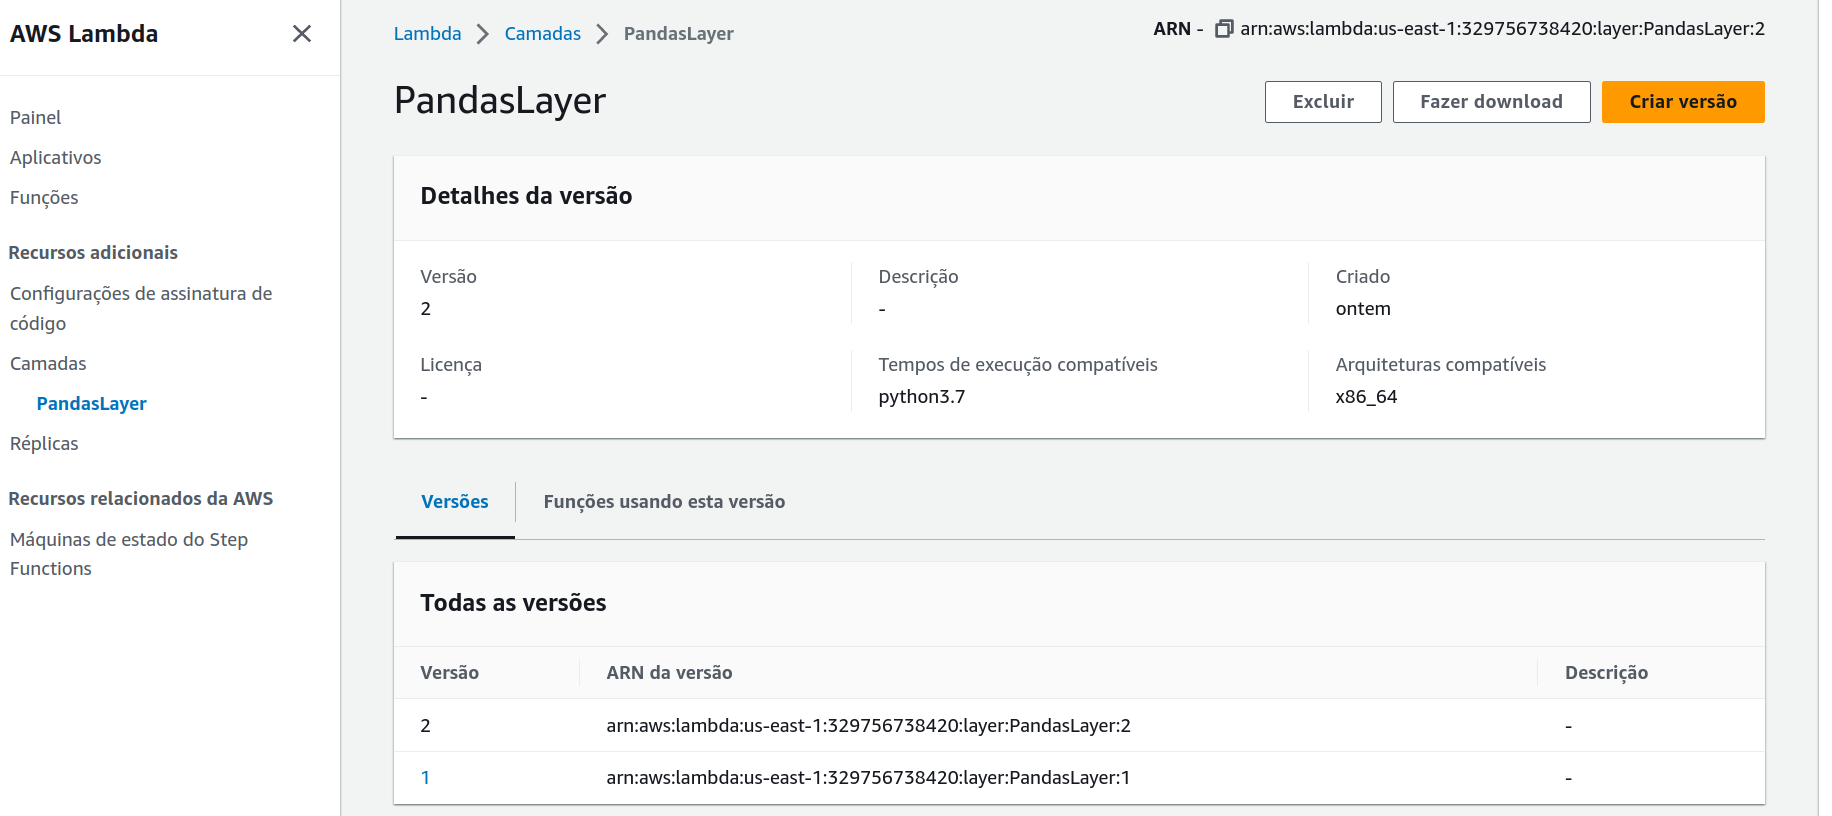 AWS Lambda
Painel
Aplicativos
Funções
Recursos adicionais
Configurações de assinatura de
código
Camadas
PandasLayer
Réplicas
Recursos relacionados da AWS
Máquinas de estado do Step
Functions
Lambda > Camadas > PandasLayer
ARN - arn:aws:lambda:us-east-1:329756738420:layer:PandasLayer:2
PandasLayer
Excluir
Fazer download
Criar versão
Detalhes da versão
Versão
2
Descrição
-
Criado
ontem
Licença
-
Tempos de execução compatíveis
python3.7
Arquiteturas compatíveis
x86_64
Versões
Funções usando esta versão
Todas as versões
Versão ARN da versão Descrição
2 arn:aws:lambda:us-east-1:329756738420:layer:PandasLayer:2 -
1 arn:aws:lambda:us-east-1:329756738420:layer:PandasLayer:1 -